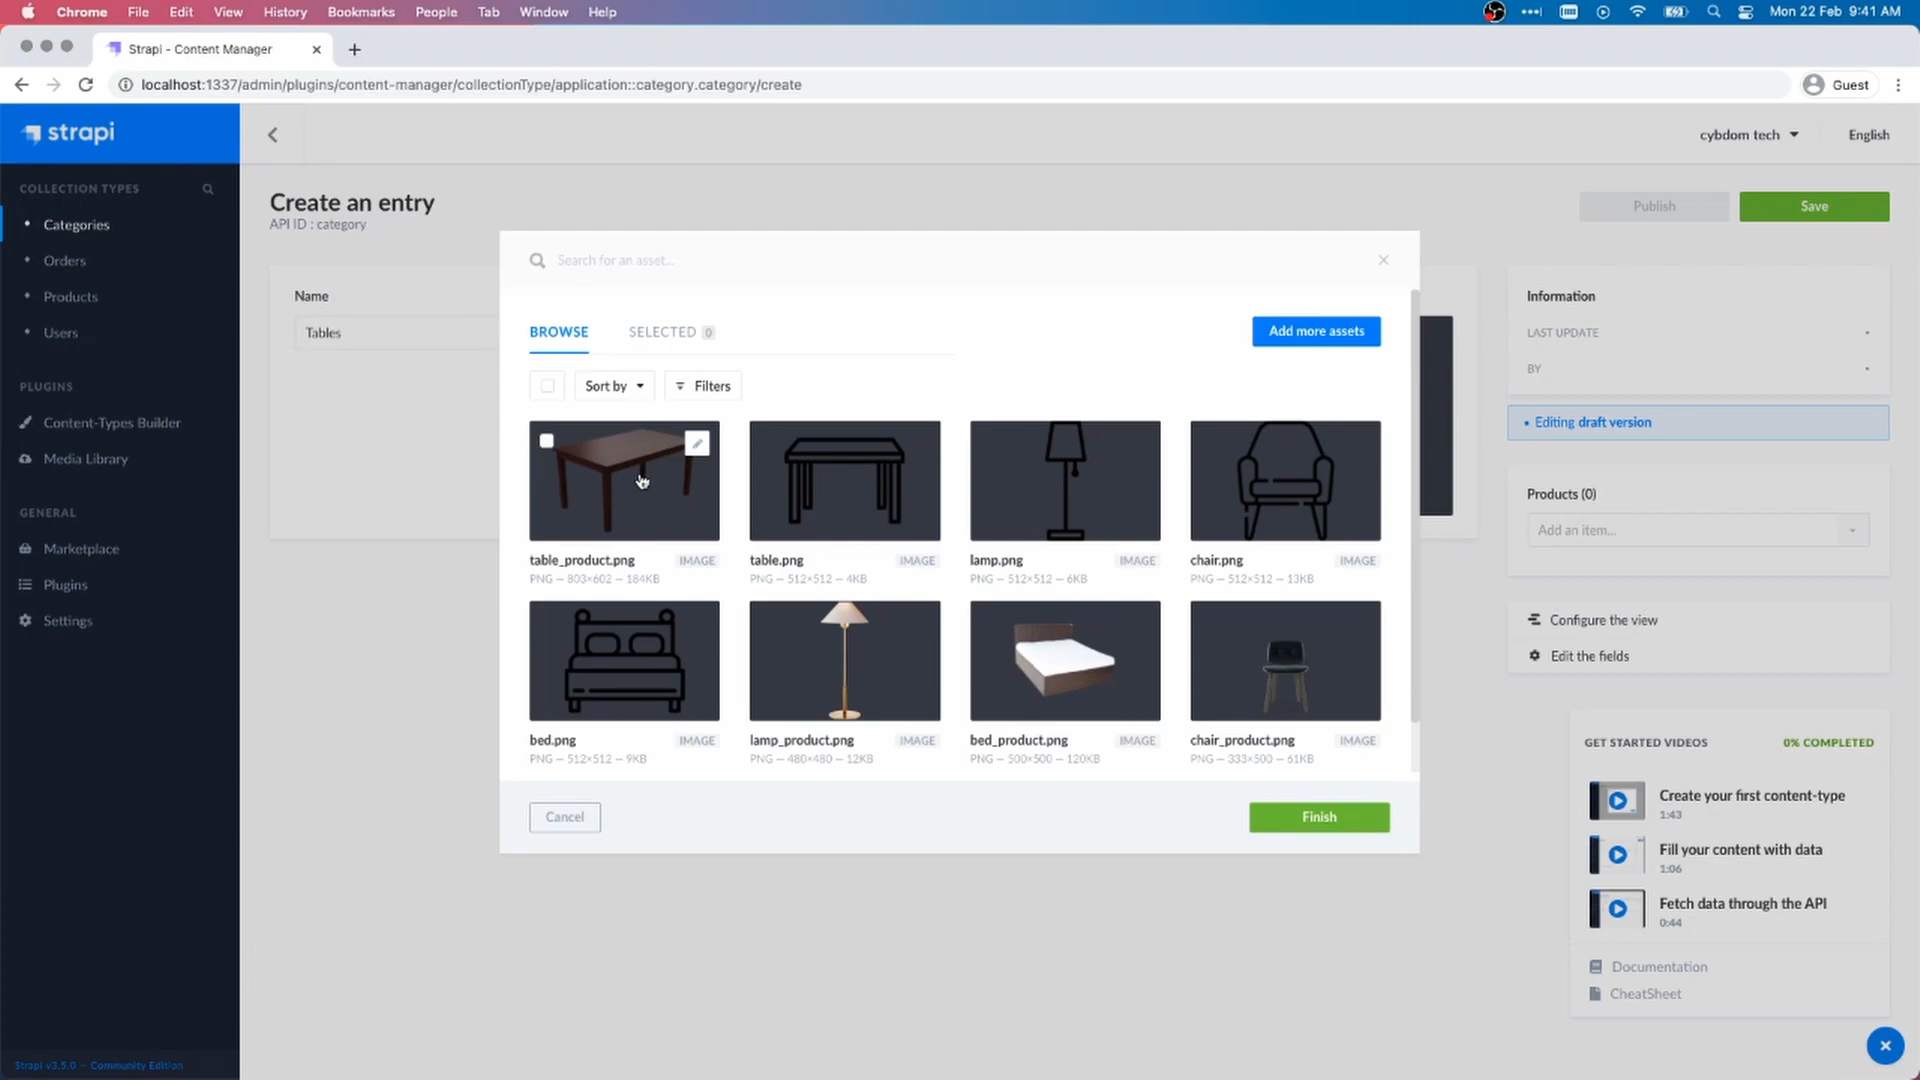 Chrome File Edit View History Bookmarks People Tab Window Help Mon 22 Feb 9:41 AM
Strapi - Content Manager
localhost:1337/admin/plugins/content-manager/collectionType/application::category.category/create Guest
strapi
cybdom tech English
COLLECTION TYPES
Categories
Orders
Products
Users
PLUGINS
Content-Types Builder
Media Library
GENERAL
Marketplace
Plugins
Settings
Strapi v3.5.0 — Community Edition
Create an entry
API ID : category
Publish Save
Name
Tables
Search for an asset...
BROWSE SELECTED 0 Add more assets
Sort by Filters
table_product.png IMAGE
PNG — 803×602 — 184KB
table.png IMAGE
PNG — 512×512 — 4KB
lamp.png IMAGE
PNG — 512×512 — 6KB
chair.png IMAGE
PNG — 512×512 — 13KB
bed.png IMAGE
PNG — 512×512 — 9KB
lamp_product.png IMAGE
PNG — 480×480 — 12KB
bed_product.png IMAGE
PNG — 500×500 — 120KB
chair_product.png IMAGE
PNG — 333×500 — 61KB
Cancel Finish
Information
LAST UPDATE -
BY -
Editing draft version
Products (0)
Add an item...
Configure the view
Edit the fields
GET STARTED VIDEOS 0% COMPLETED
Create your first content-type
1:43
Fill your content with data
1:06
Fetch data through the API
0:44
Documentation
CheatSheet